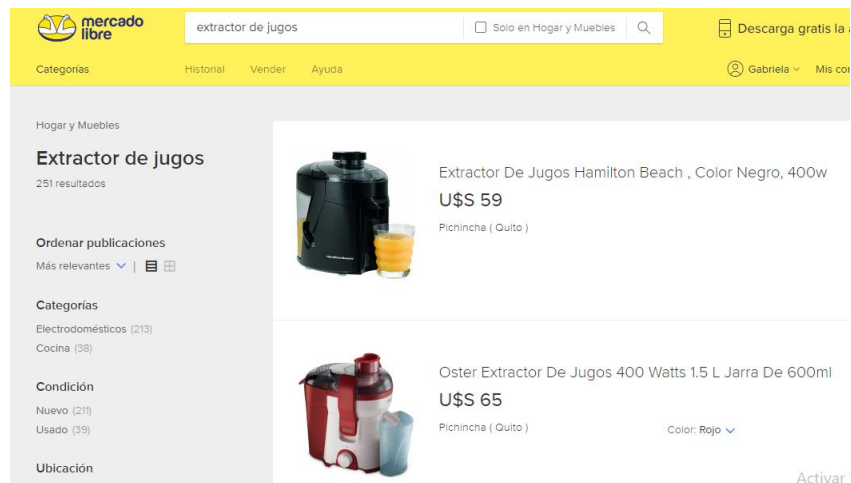 mercado
libre
extractor de jugos
Solo en Hogar y Muebles
Descarga gratis la
Categorías
Historial
Vender
Ayuda
Gabriela
Mis con
Hogar y Muebles
Extractor de jugos
251 resultados
Ordenar publicaciones
Más relevantes
Categorías
Electrodomésticos (213)
Cocina (38)
Condición
Nuevo (211)
Usado (39)
Ubicación
Extractor De Jugos Hamilton Beach , Color Negro, 400w
U$S 59
Pichincha ( Quito )
Oster Extractor De Jugos 400 Watts 1.5 L Jarra De 600ml
U$S 65
Pichincha ( Quito )
Color: Rojo
Activar